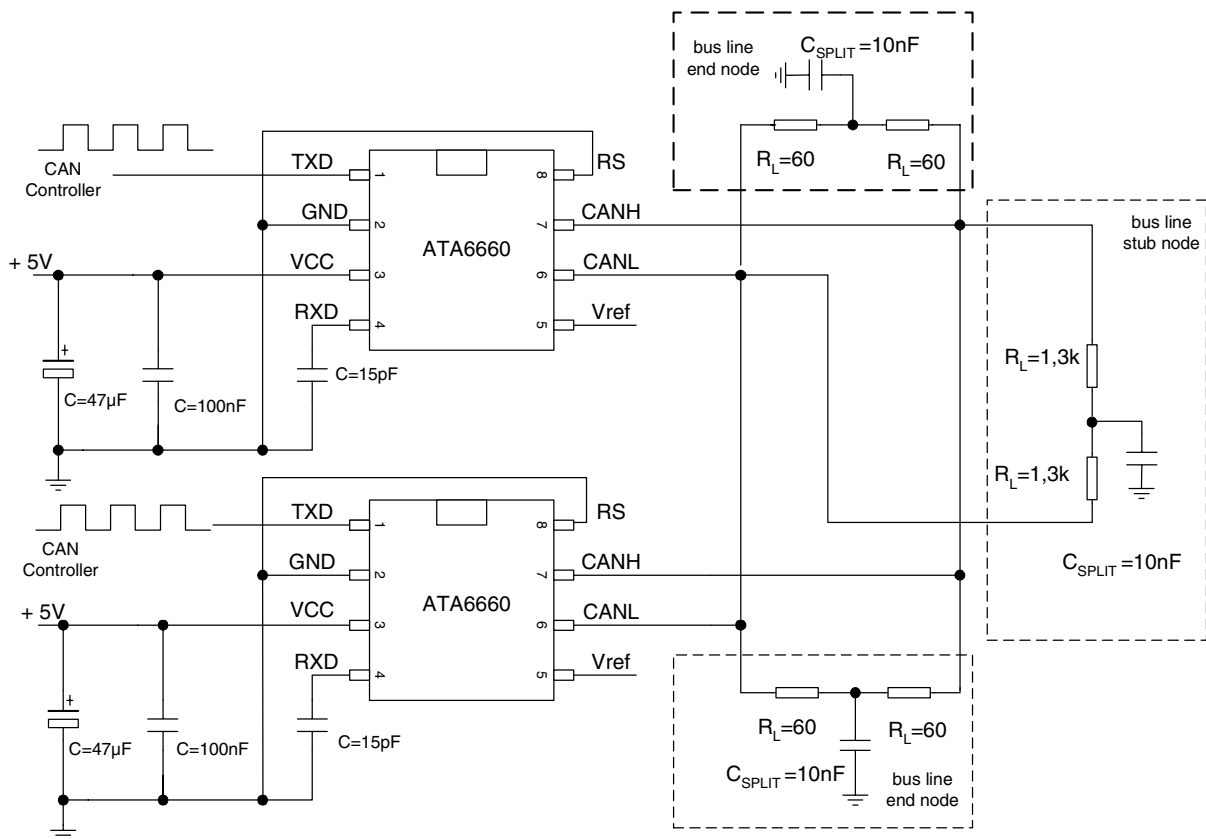 bus line
end node
C_SPLIT =10nF
R_L=60
R_L=60
CAN
Controller
TXD
1
8
RS
GND
2
7
CANH
ATA6660
+ 5V
VCC
3
6
CANL
RXD
4
5
Vref
C=47µF
C=100nF
C=15pF
bus line
stub node
R_L=1,3k
R_L=1,3k
C_SPLIT =10nF
CAN
Controller
TXD
1
8
RS
GND
2
7
CANH
ATA6660
+ 5V
VCC
3
6
CANL
RXD
4
5
Vref
C=47µF
C=100nF
C=15pF
R_L=60
R_L=60
C_SPLIT =10nF
bus line
end node